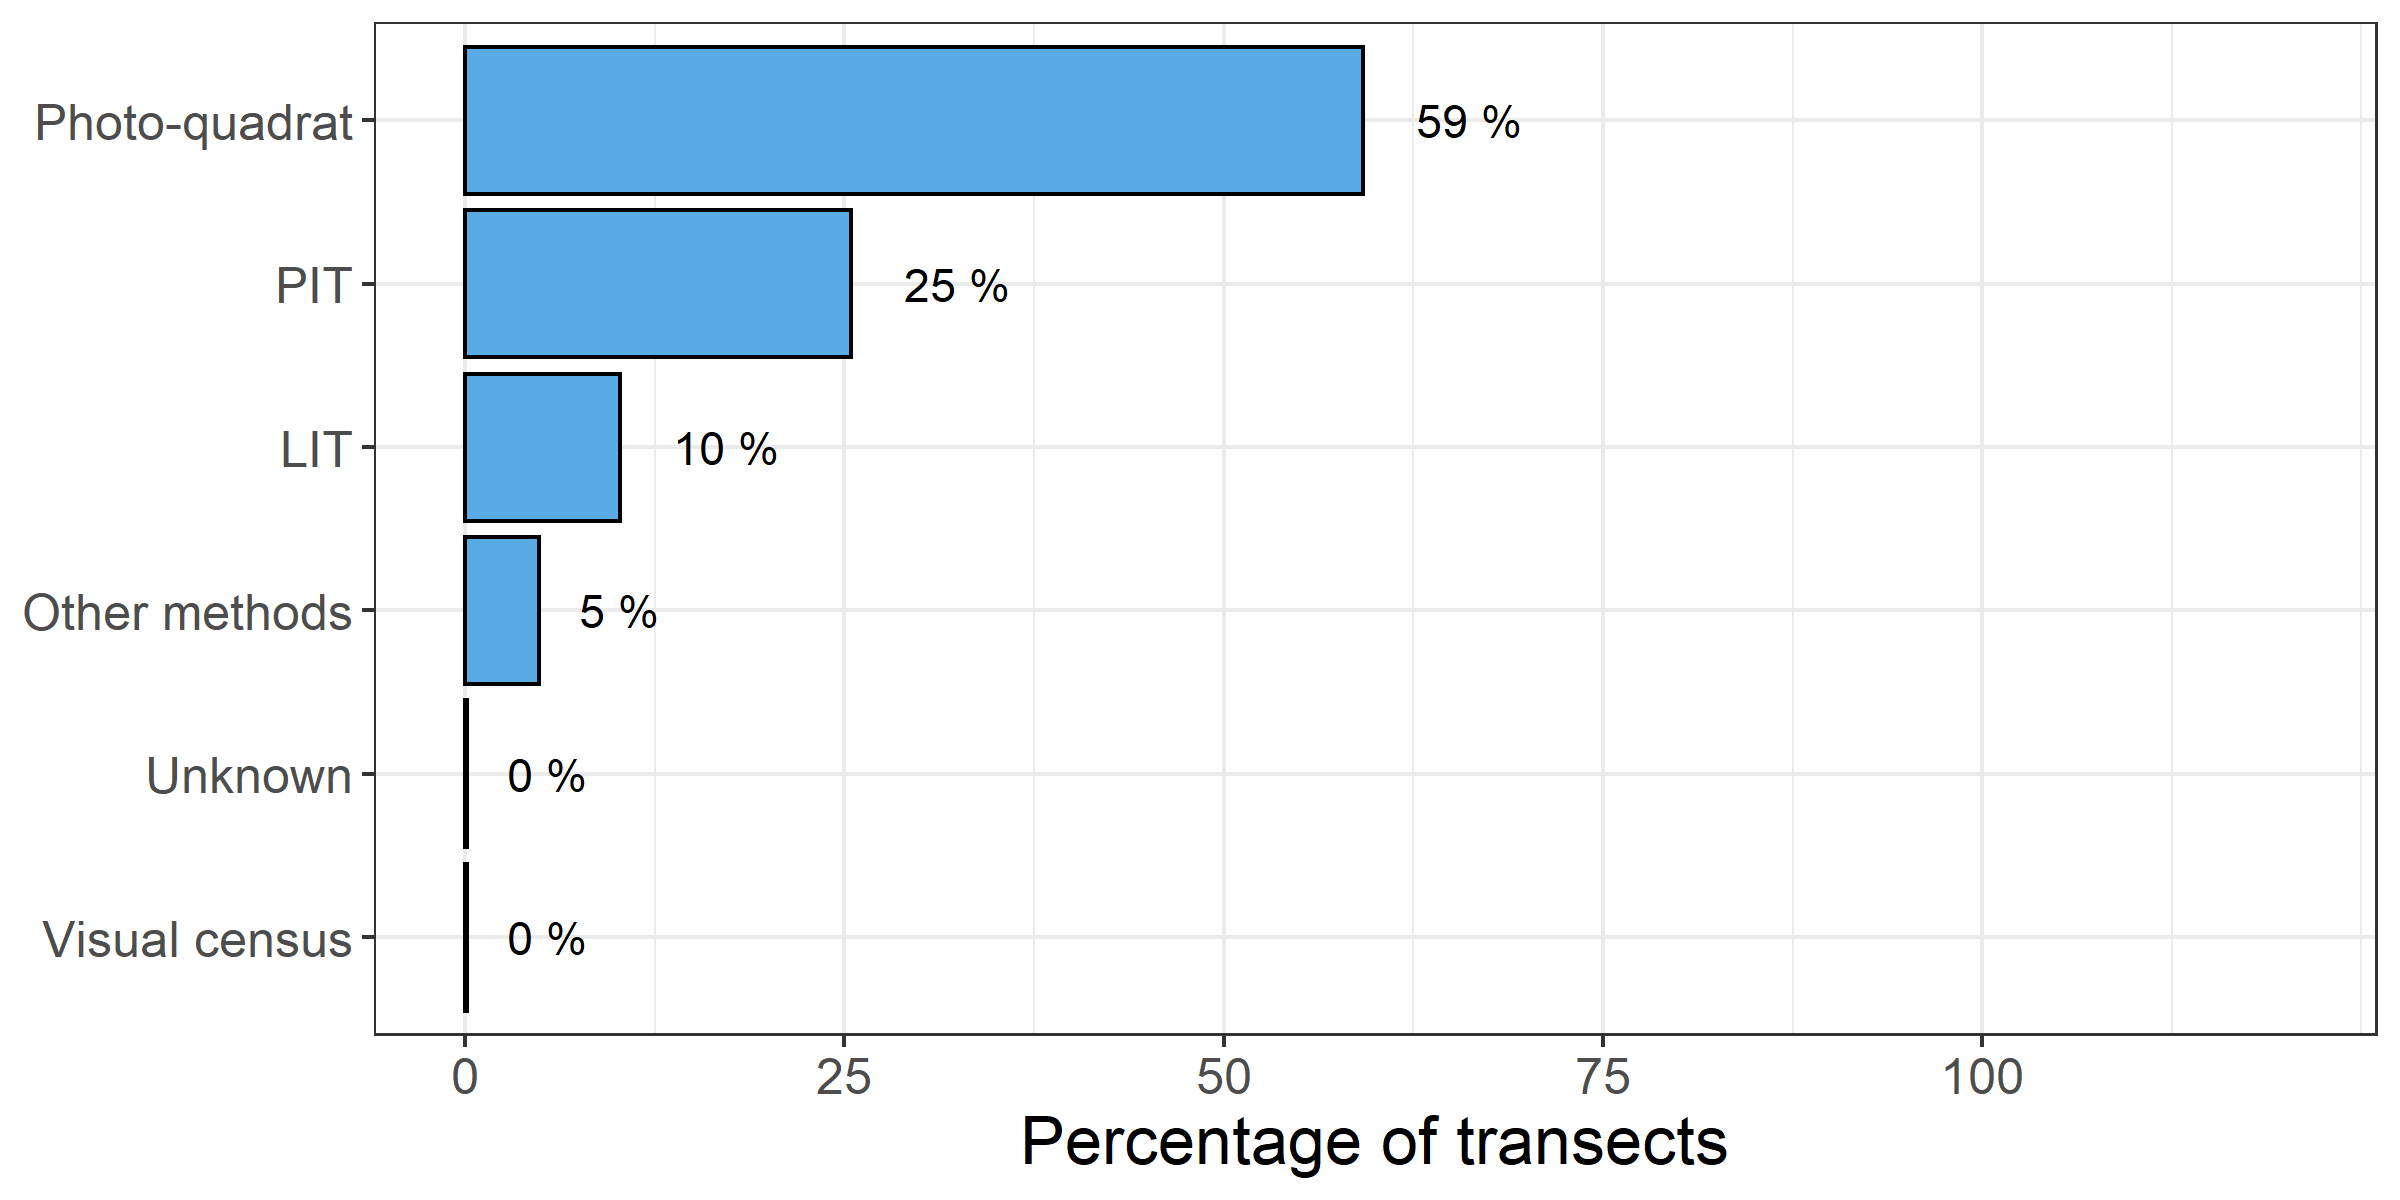 Photo-quadrat 59 %
PIT 25 %
LIT 10 %
Other methods 5 %
Unknown 0 %
Visual census 0 %
0 25 50 75 100
Percentage of transects